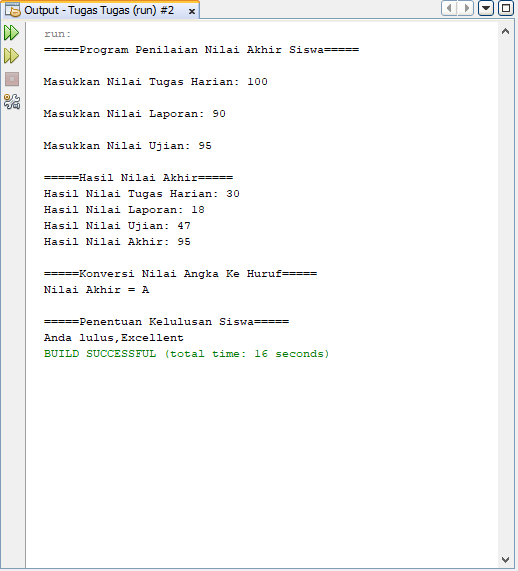 Output - Tugas Tugas (run) #2
run:
=====Program Penilaian Nilai Akhir Siswa=====
Masukkan Nilai Tugas Harian: 100
Masukkan Nilai Laporan: 90
Masukkan Nilai Ujian: 95
=====Hasil Nilai Akhir=====
Hasil Nilai Tugas Harian: 30
Hasil Nilai Laporan: 18
Hasil Nilai Ujian: 47
Hasil Nilai Akhir: 95
=====Konversi Nilai Angka Ke Huruf=====
Nilai Akhir = A
=====Penentuan Kelulusan Siswa=====
Anda lulus,Excellent
BUILD SUCCESSFUL (total time: 16 seconds)